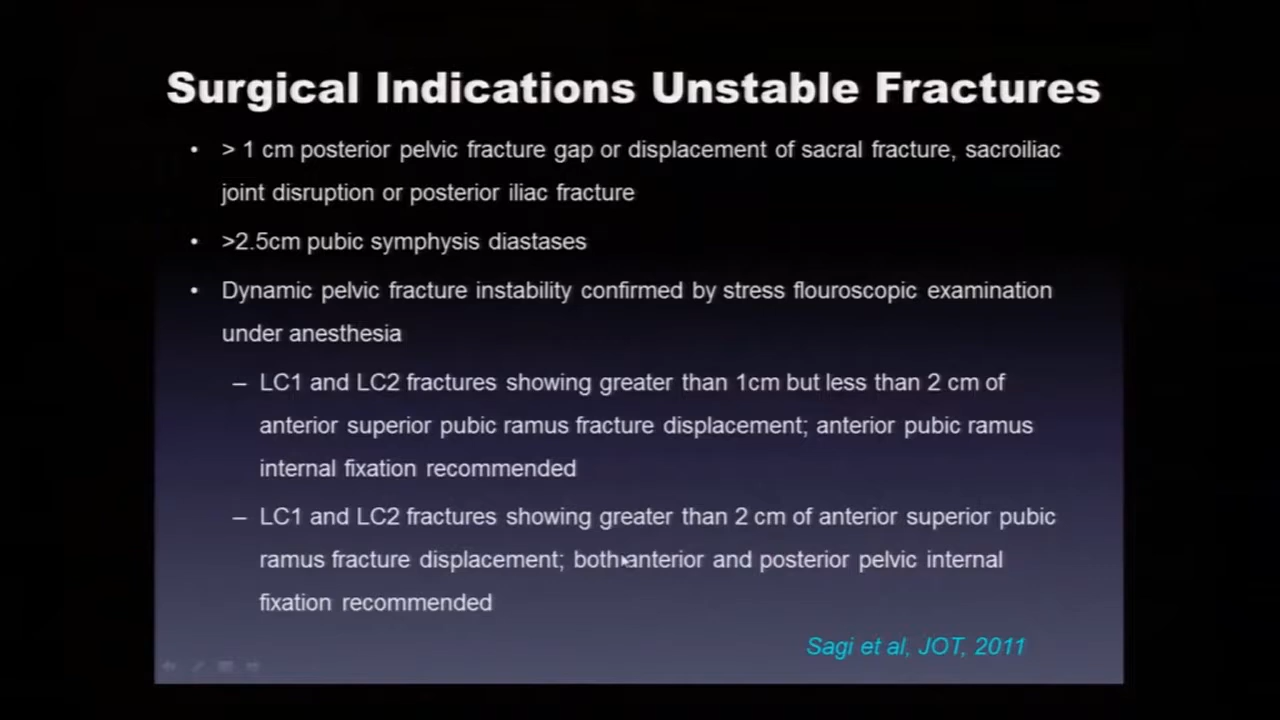 Surgical Indications Unstable Fractures
• > 1 cm posterior pelvic fracture gap or displacement of sacral fracture, sacroiliac
joint disruption or posterior iliac fracture
• >2.5cm pubic symphysis diastases
• Dynamic pelvic fracture instability confirmed by stress flouroscopic examination
under anesthesia
– LC1 and LC2 fractures showing greater than 1cm but less than 2 cm of
anterior superior pubic ramus fracture displacement; anterior pubic ramus
internal fixation recommended
– LC1 and LC2 fractures showing greater than 2 cm of anterior superior pubic
ramus fracture displacement; both anterior and posterior pelvic internal
fixation recommended
Sagi et al, JOT, 2011